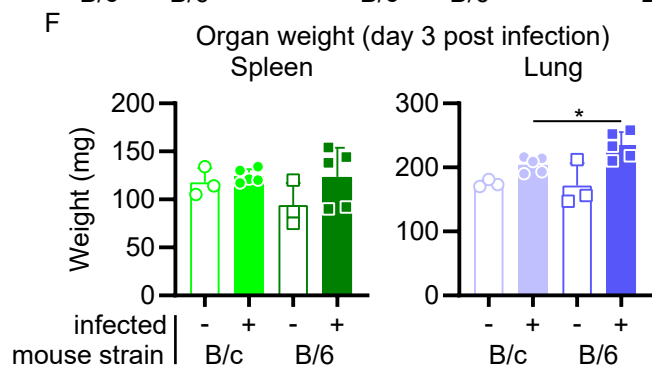 F
Organ weight (day 3 post infection)
Spleen Lung
Weight (mg)
200
150
100
50
0
300
200
100
0
*
infected - + - + - + - +
mouse strain B/c B/6 B/c B/6